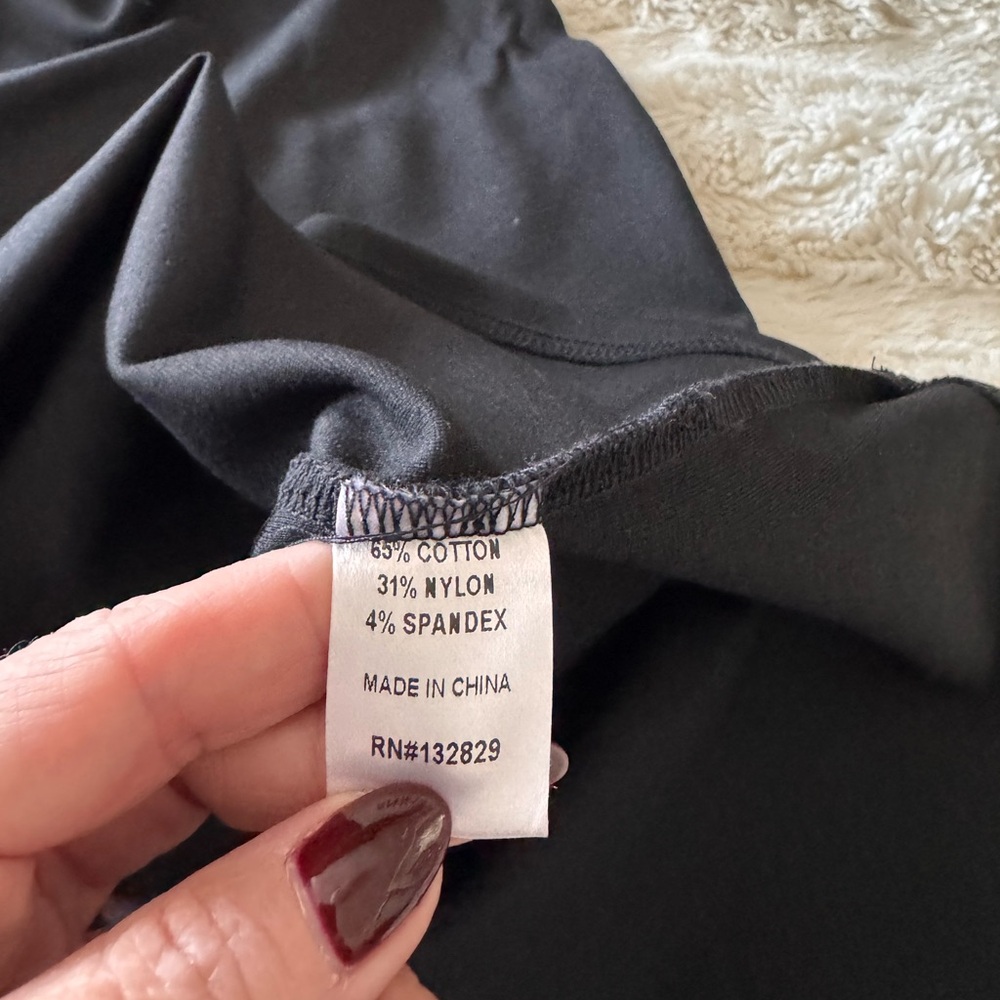 65% COTTON
31% NYLON
4% SPANDEX
MADE IN CHINA
RN#132829